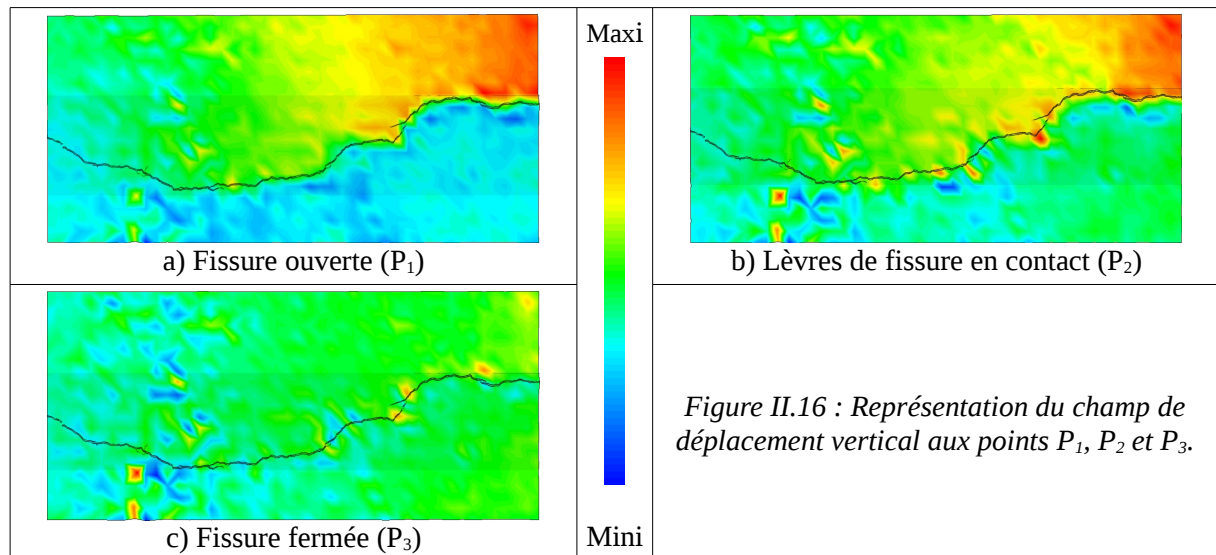 Maxi
a) Fissure ouverte (P₁)
b) Lèvres de fissure en contact (P₂)
c) Fissure fermée (P₃)
Mini
Figure II.16 : Représentation du champ de
déplacement vertical aux points P₁, P₂ et P₃.